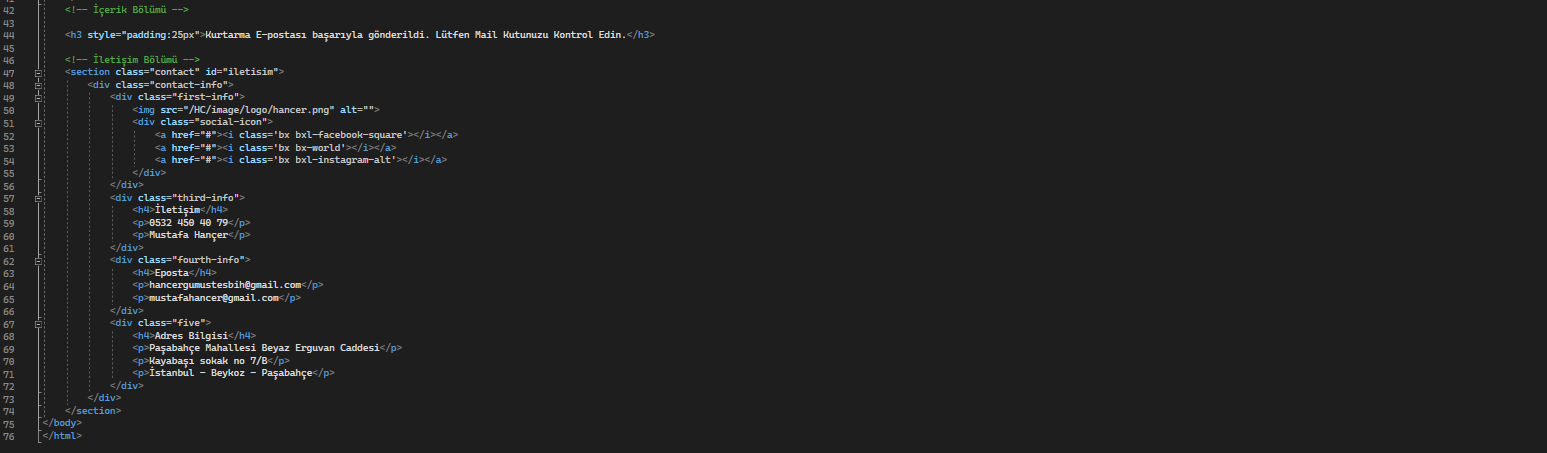 42 <!-- İçerik Bölümü -->
43
44 <h3 style="padding:25px">Kurtarma E-postası başarıyla gönderildi. Lütfen Mail Kutunuzu Kontrol Edin.</h3>
45
46 <!-- İletişim Bölümü -->
47 <section class="contact" id="iletisim">
48 <div class="contact-info">
49 <div class="first-info">
50 <img src="/HC/image/logo/hancer.png" alt="">
51 <div class="social-icon">
52 <a href="#"><i class='bx bxl-facebook-square'></i></a>
53 <a href="#"><i class='bx bx-world'></i></a>
54 <a href="#"><i class='bx bxl-instagram-alt'></i></a>
55 </div>
56 </div>
57 <div class="third-info">
58 <h4>İletişim</h4>
59 <p>0532 450 40 79</p>
60 <p>Mustafa Hançer</p>
61 </div>
62 <div class="fourth-info">
63 <h4>Eposta</h4>
64 <p>hancergumustesbih@gmail.com</p>
65 <p>mustafahancer@gmail.com</p>
66 </div>
67 <div class="five">
68 <h4>Adres Bilgisi</h4>
69 <p>Paşabahçe Mahallesi Beyaz Erguvan Caddesi</p>
70 <p>Kayabaşı sokak no 7/B</p>
71 <p>İstanbul - Beykoz - Paşabahçe</p>
72 </div>
73 </div>
74 </section>
75 </body>
76 </html>